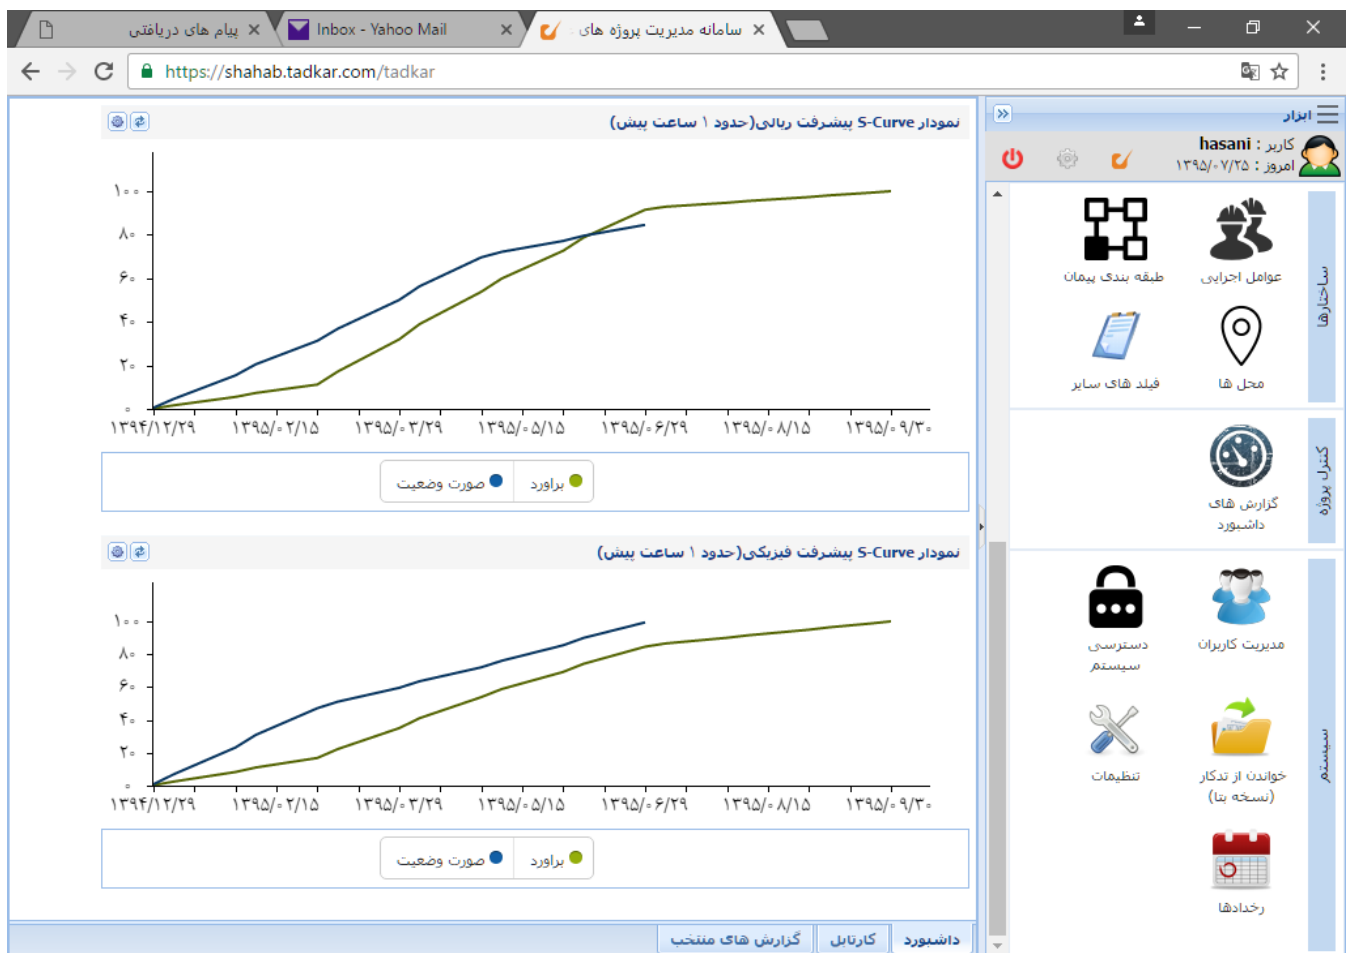 پیام های دریافتی
Inbox - Yahoo Mail
سامانه مدیریت پروژه های
https://shahab.tadkar.com/tadkar
ابزار
کاربر : hasani
امروز : ۱۳۹۵/۰۷/۲۵
ساختارها
عوامل اجرایی
طبقه بندی پیمان
محل ها
فیلد های سایر
کنترل پروژه
گزارش های
داشبورد
سیستم
مدیریت کاربران
دسترسی
سیستم
خواندن از تدکار
(نسخه بتا)
تنظیمات
رخدادها
نمودار S-Curve پیشرفت ریالی(حدود ۱ ساعت پیش)
۱۰۰
۸۰
۶۰
۴۰
۲۰
۰
۱۳۹۴/۱۲/۲۹ ۱۳۹۵/۰۲/۱۵ ۱۳۹۵/۰۳/۲۹ ۱۳۹۵/۰۵/۱۵ ۱۳۹۵/۰۶/۲۹ ۱۳۹۵/۰۸/۱۵ ۱۳۹۵/۰۹/۳۰
براورد
صورت وضعیت
نمودار S-Curve پیشرفت فیزیکی(حدود ۱ ساعت پیش)
۱۰۰
۸۰
۶۰
۴۰
۲۰
۰
۱۳۹۴/۱۲/۲۹ ۱۳۹۵/۰۲/۱۵ ۱۳۹۵/۰۳/۲۹ ۱۳۹۵/۰۵/۱۵ ۱۳۹۵/۰۶/۲۹ ۱۳۹۵/۰۸/۱۵ ۱۳۹۵/۰۹/۳۰
براورد
صورت وضعیت
داشبورد
کارتابل
گزارش های منتخب